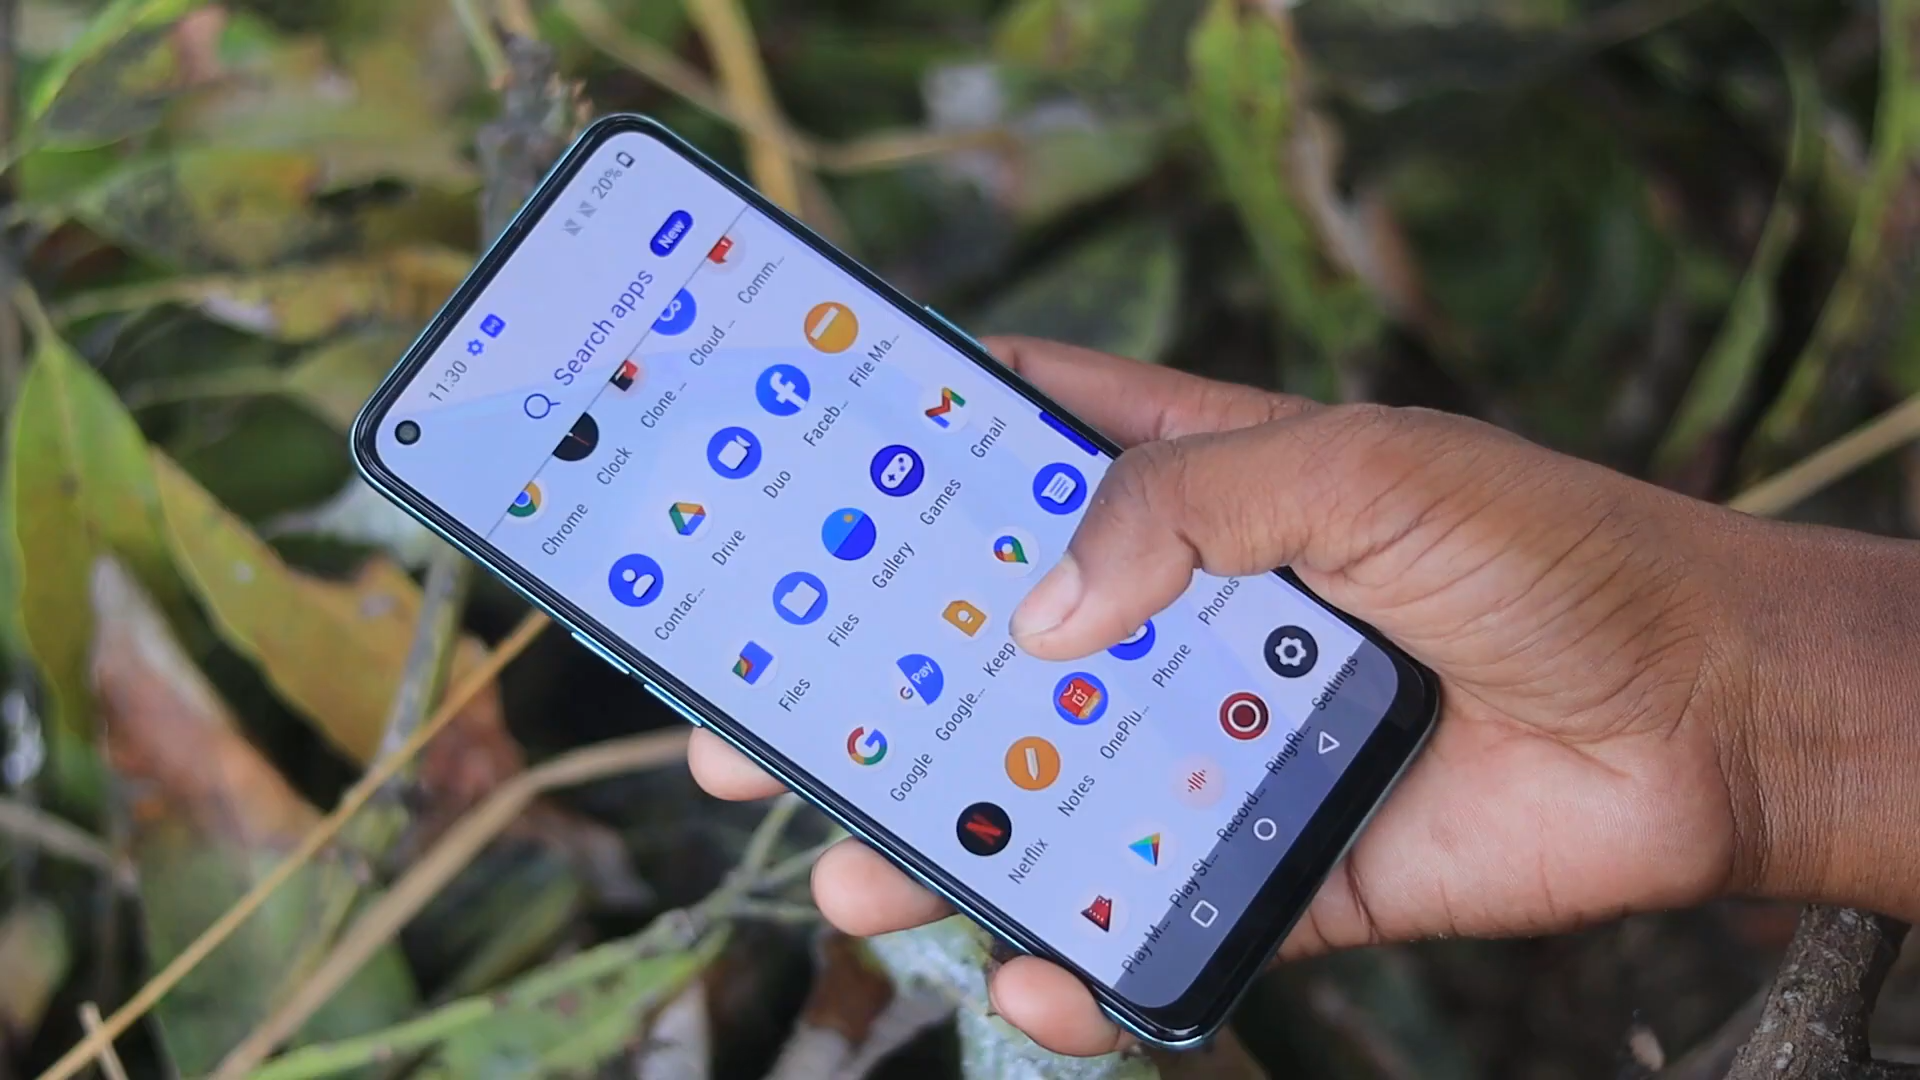 11:30 20%
Search apps New
Chrome Clock Clone ... Cloud ... Comm...
Contac... Drive Duo Faceb... File Ma...
Files Files Gallery Games Gmail
Google Google... Keep
G Pay
Netflix Notes OnePlu... Phone Photos
Play M... Play St... Record... RingRi... Settings